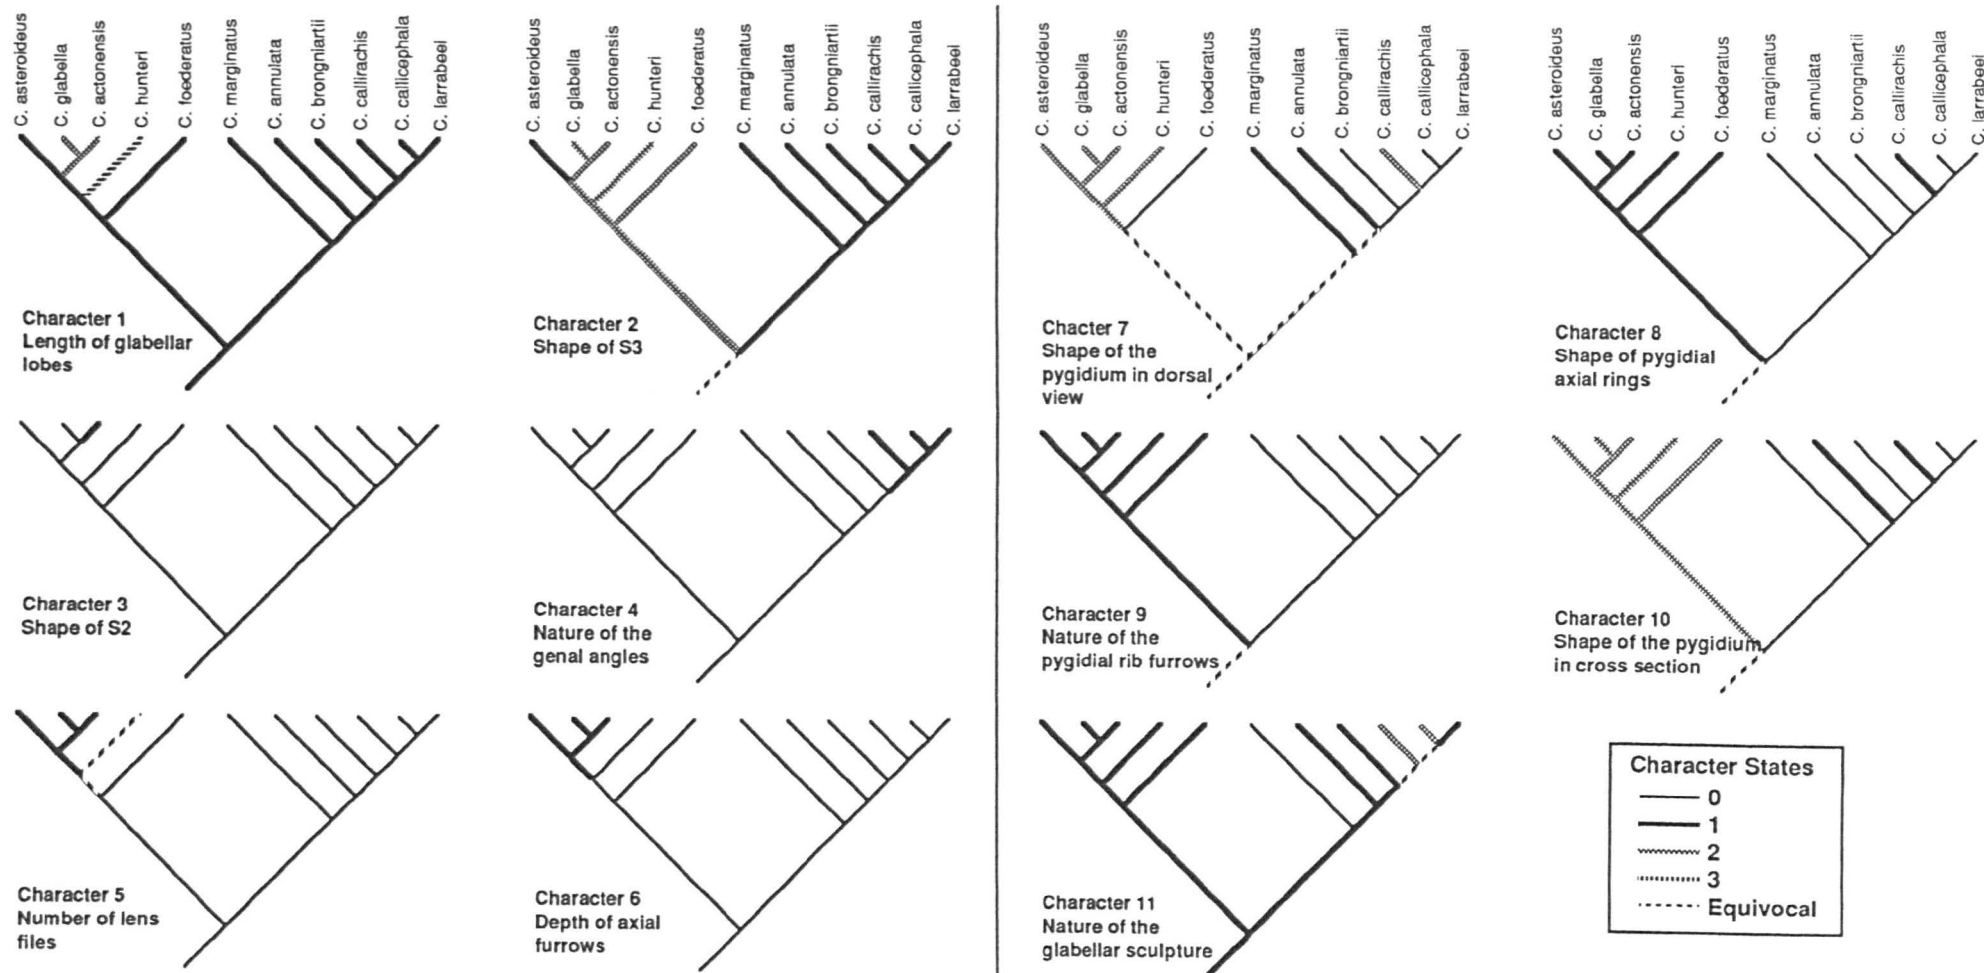 C. asteroideus
C. glabella
C. actonensis
C. hunteri
C. foederatus
C. marginatus
C. annulata
C. brongniartii
C. callirachis
C. callicephala
C. larrabeei
Character 1
Length of glabellar
lobes
C. asteroideus
C. glabella
C. actonensis
C. hunteri
C. foederatus
C. marginatus
C. annulata
C. brongniartii
C. callirachis
C. callicephala
C. larrabeei
Character 2
Shape of S3
Character 3
Shape of S2
Character 4
Nature of the
genal angles
Character 5
Number of lens
files
Character 6
Depth of axial
furrows
C. asteroideus
C. glabella
C. actonensis
C. hunteri
C. foederatus
C. marginatus
C. annulata
C. brongniartii
C. callirachis
C. callicephala
C. larrabeei
Chacter 7
Shape of the
pygidium in dorsal
view
C. asteroideus
C. glabella
C. actonensis
C. hunteri
C. foederatus
C. marginatus
C. annulata
C. brongniartii
C. callirachis
C. callicephala
C. larrabeei
Character 8
Shape of pygidial
axial rings
Character 9
Nature of the
pygidial rib furrows
Character 10
Shape of the pygidium
in cross section
Character 11
Nature of the
glabellar sculpture
Character States
0
1
2
3
Equivocal